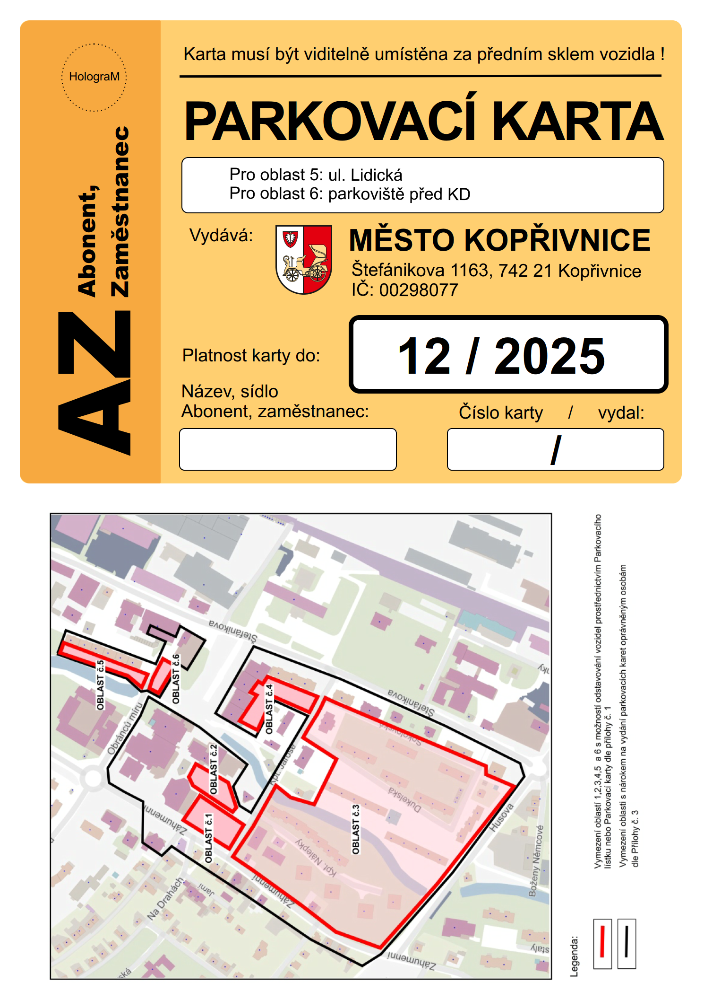 HologramM
Abonent,
Zaměstnanec
AZ
Karta musí být viditelně umístěna za předním sklem vozidla !
PARKOVACÍ KARTA
Pro oblast 5: ul. Lidická
Pro oblast 6: parkoviště před KD
Vydává:
MĚSTO KOPŘIVNICE
Štefánikova 1163, 742 21 Kopřivnice
IČ: 00298077
Platnost karty do:
12 / 2025
Název, sídlo
Abonent, zaměstnanec:
Číslo karty / vydal:
/
OBLAST č.5
OBLAST č.6
OBLAST č.4
OBLAST č.2
OBLAST č.1
OBLAST č.3
Štefánikova
Štefánikova
Obránců míru
Kpt. Jaroše
Sokolovská
Dukelská
Kpt. Nálepky
Záhumenní
Záhumenní
Záhumenní
Husova
Boženy Němcové
Na Drahách
Jarní
ská
nky
staly
Legenda:
Vymezení oblastí 1,2,3,4,5 a 6 s možností odstavování vozidel prostřednictvím Parkovacího
lístku nebo Parkovací karty dle přílohy č. 1
Vymezení oblasti s nárokem na vydání parkovacích karet oprávněným osobám
dle Přílohy č. 3